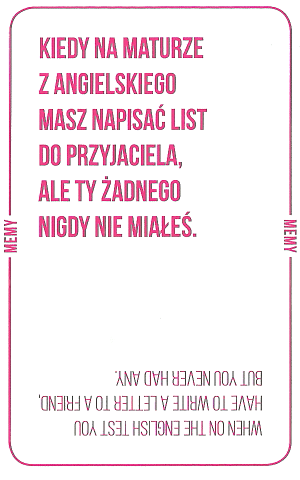 KIEDY NA MATURZE
Z ANGIELSKIEGO
MASZ NAPISAĆ LIST
DO PRZYJACIELA,
ALE TY ŻADNEGO
NIGDY NIE MIAŁEŚ.
MEMY
MEMY
WHEN ON THE ENGLISH TEST YOU
HAVE TO WRITE A LETTER TO A FRIEND,
BUT YOU NEVER HAD ANY.